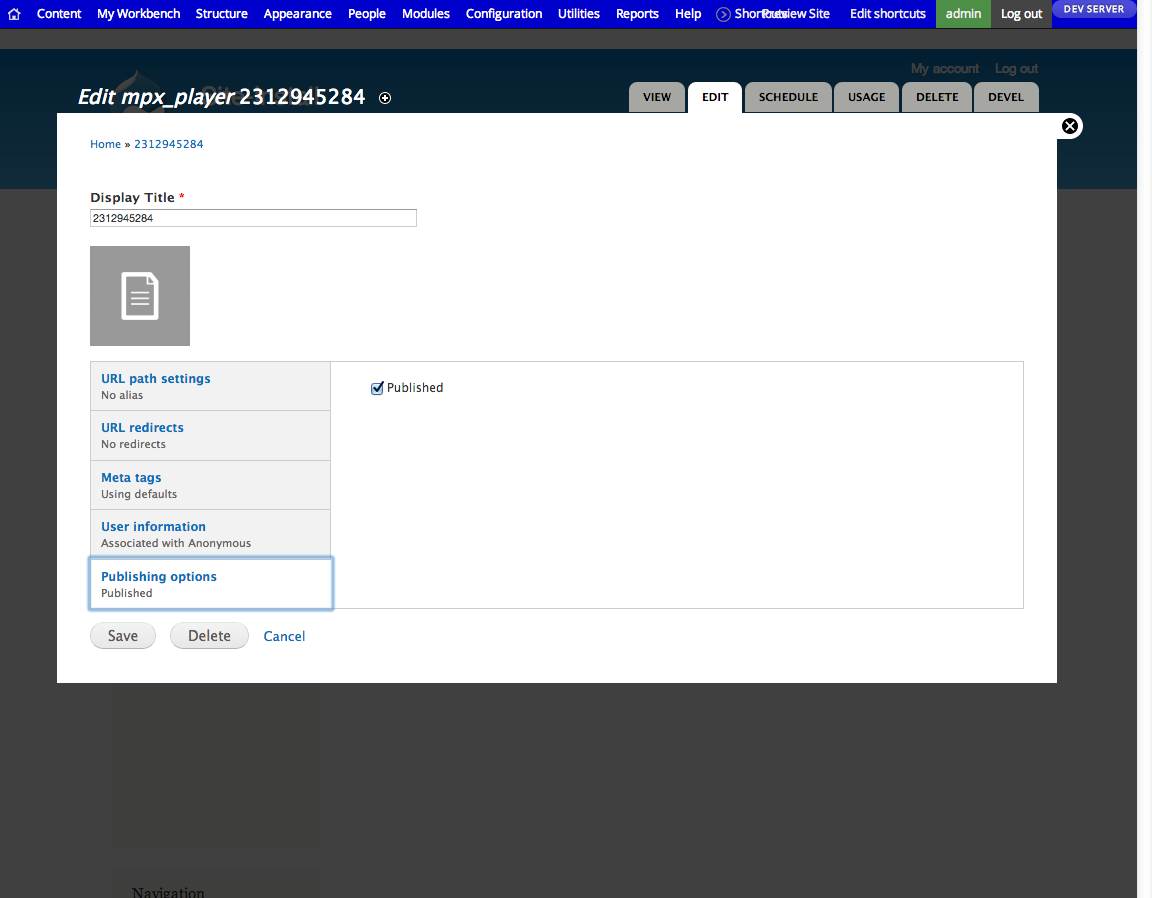 Content My Workbench Structure Appearance People Modules Configuration Utilities Reports Help Shortcuts Preview Site Edit shortcuts admin Log out DEV SERVER
My account Log out
Edit mpx_player 2312945284
VIEW EDIT SCHEDULE USAGE DELETE DEVEL
Home » 2312945284
Display Title *
2312945284
URL path settings
No alias
Published
URL redirects
No redirects
Meta tags
Using defaults
User information
Associated with Anonymous
Publishing options
Published
Save Delete Cancel
Navigation